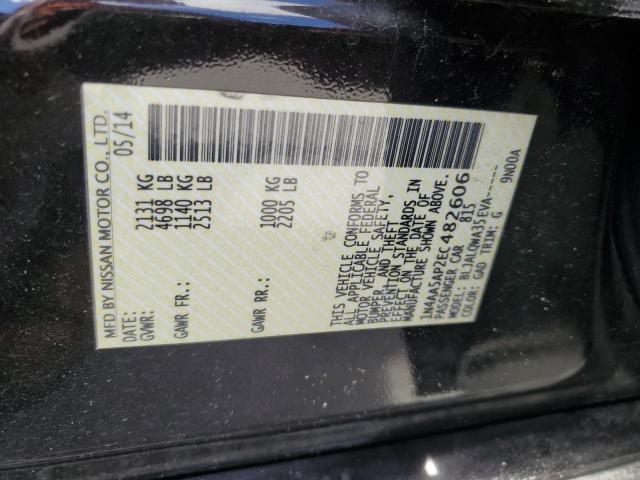 MFD BY NISSAN MOTOR CO., LTD.
DATE: 05/14
GVWR: 2131 KG
4698 LB
GAWR FR.: 1140 KG
2513 LB
GAWR RR.: 1000 KG
2205 LB
THIS VEHICLE CONFORMS TO
ALL APPLICABLE FEDERAL
MOTOR VEHICLE SAFETY,
BUMPER, AND THEFT
PREVENTION STANDARDS IN
EFFECT ON THE DATE OF
MANUFACTURE SHOWN ABOVE.
1N4AA5AP2EC482606
PASSENGER CAR 815
MODEL: BLJALOWA35EVA-----
COLOR: GAD TRIM: G 9N00A